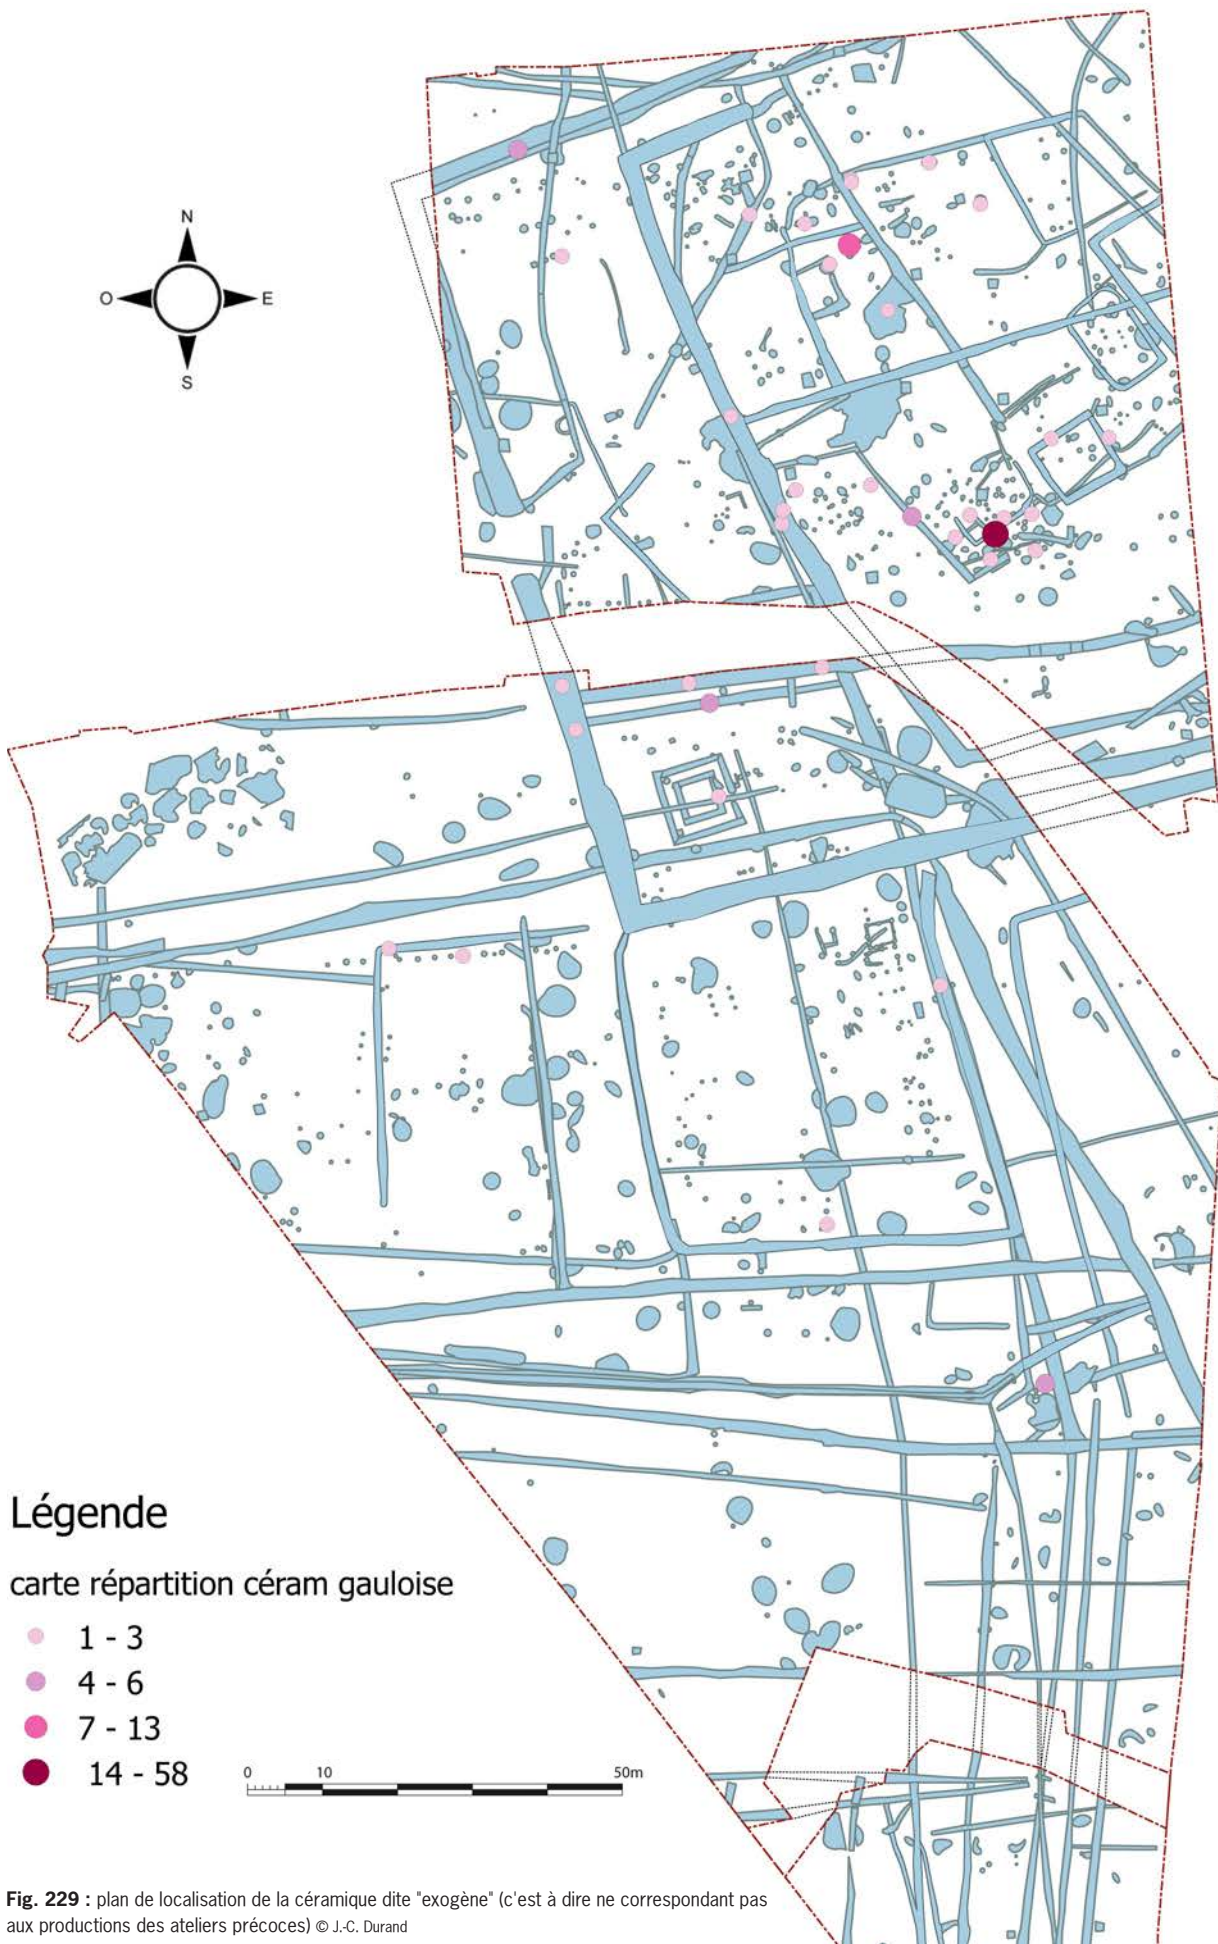 N
O E
S
Légende
carte répartition céram gauloise
1 - 3
4 - 6
7 - 13
14 - 58
0 10 50m
Fig. 229 : plan de localisation de la céramique dite "exogène" (c'est à dire ne correspondant pas
aux productions des ateliers précoces) © J.-C. Durand